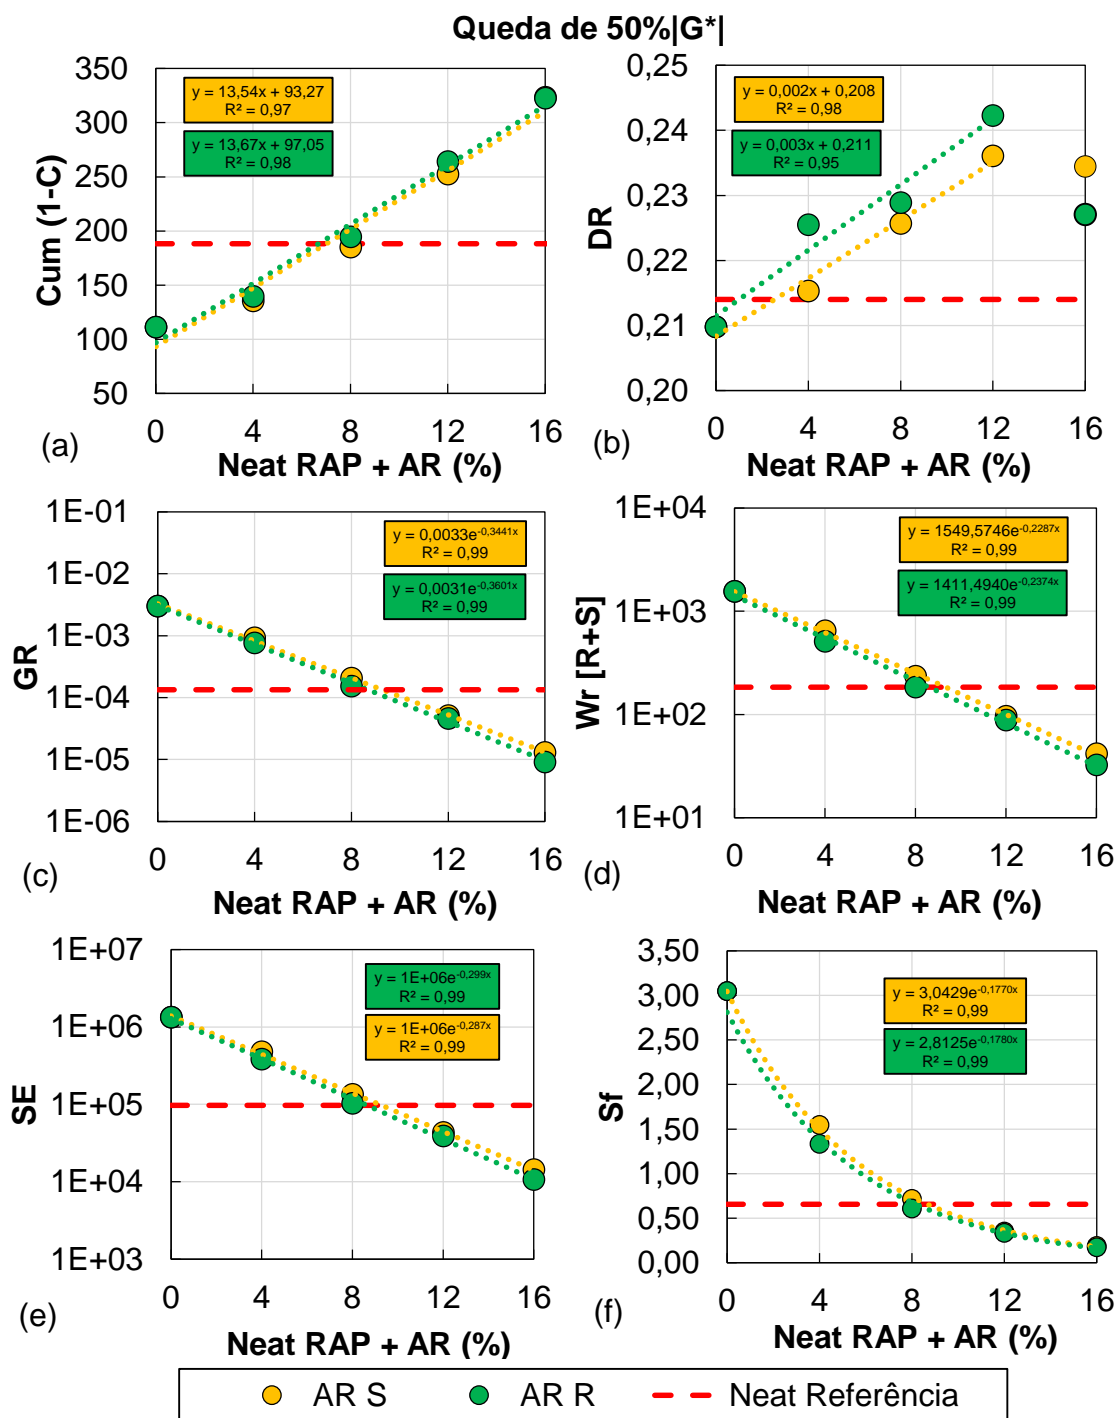 Queda de 50%|G*|
350
300
250
200
150
100
50
Cum (1-C)
y = 13,54x + 93,27
R² = 0,97
y = 13,67x + 97,05
R² = 0,98
0 4 8 12 16
(a)
Neat RAP + AR (%)
0,25
0,24
0,23
0,22
0,21
0,20
DR
y = 0,002x + 0,208
R² = 0,98
y = 0,003x + 0,211
R² = 0,95
0 4 8 12 16
(b)
Neat RAP + AR (%)
1E-01
1E-02
1E-03
1E-04
1E-05
1E-06
GR
y = 0,0033e^-0,3441x
R² = 0,99
y = 0,0031e^-0,3601x
R² = 0,99
0 4 8 12 16
(c)
Neat RAP + AR (%)
1E+04
1E+03
1E+02
1E+01
Wr [R+S]
y = 1549,5746e^-0,2287x
R² = 0,99
y = 1411,4940e^-0,2374x
R² = 0,99
0 4 8 12 16
(d)
Neat RAP + AR (%)
1E+07
1E+06
1E+05
1E+04
1E+03
SE
y = 1E+06e^-0,299x
R² = 0,99
y = 1E+06e^-0,287x
R² = 0,99
0 4 8 12 16
(e)
Neat RAP + AR (%)
3,50
3,00
2,50
2,00
1,50
1,00
0,50
0,00
Sf
y = 3,0429e^-0,1770x
R² = 0,99
y = 2,8125e^-0,1780x
R² = 0,99
0 4 8 12 16
(f)
Neat RAP + AR (%)
AR S AR R Neat Referência